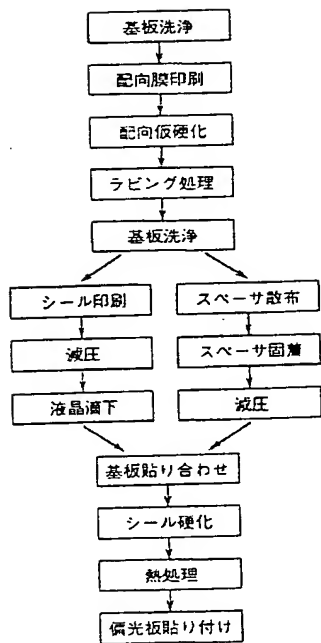 基板洗浄
配向膜印刷
配向仮硬化
ラビング処理
基板洗浄
シール印刷
減圧
液晶滴下
スペーサ散布
スペーサ固着
減圧
基板貼り合わせ
シール硬化
熱処理
偏光板貼り付け